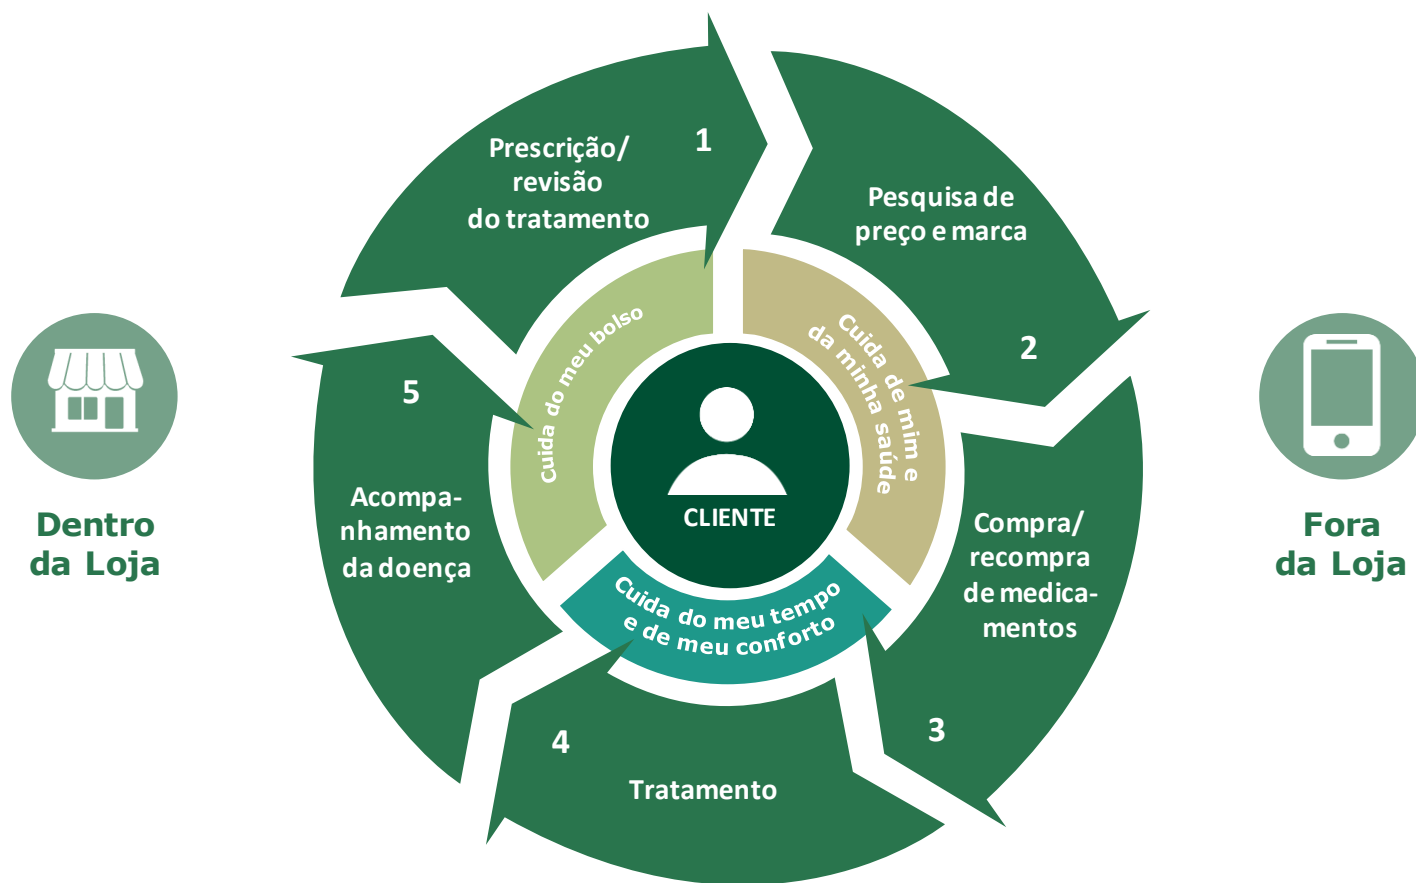 Prescrição/
revisão
do tratamento
1
Pesquisa de
preço e marca
2
Compra/
recompra
de medica-
mentos
3
Tratamento
4
Acompa-
nhamento
da doença
5
Cuida do meu bolso
Cuida de mim e
da minha saúde
Cuida do meu tempo
e de meu conforto
CLIENTE
Dentro
da Loja
Fora
da Loja